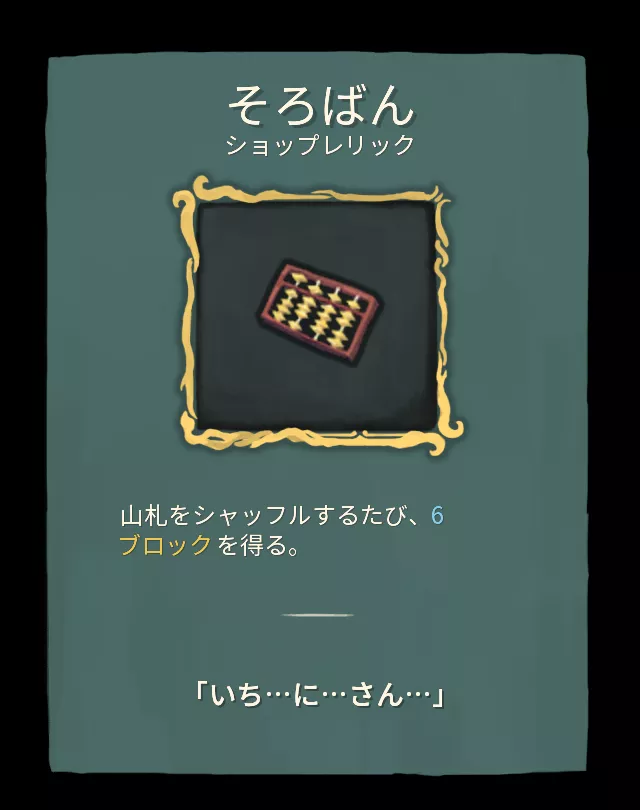 そろばん
ショップレリック
山札をシャッフルするたび、6
ブロックを得る。
「いち…に…さん…」